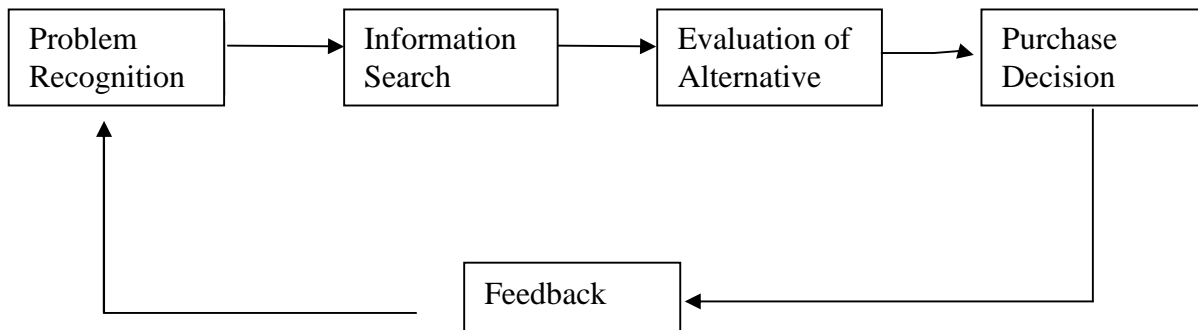 Problem
Recognition
Information
Search
Evaluation of
Alternative
Purchase
Decision
Feedback